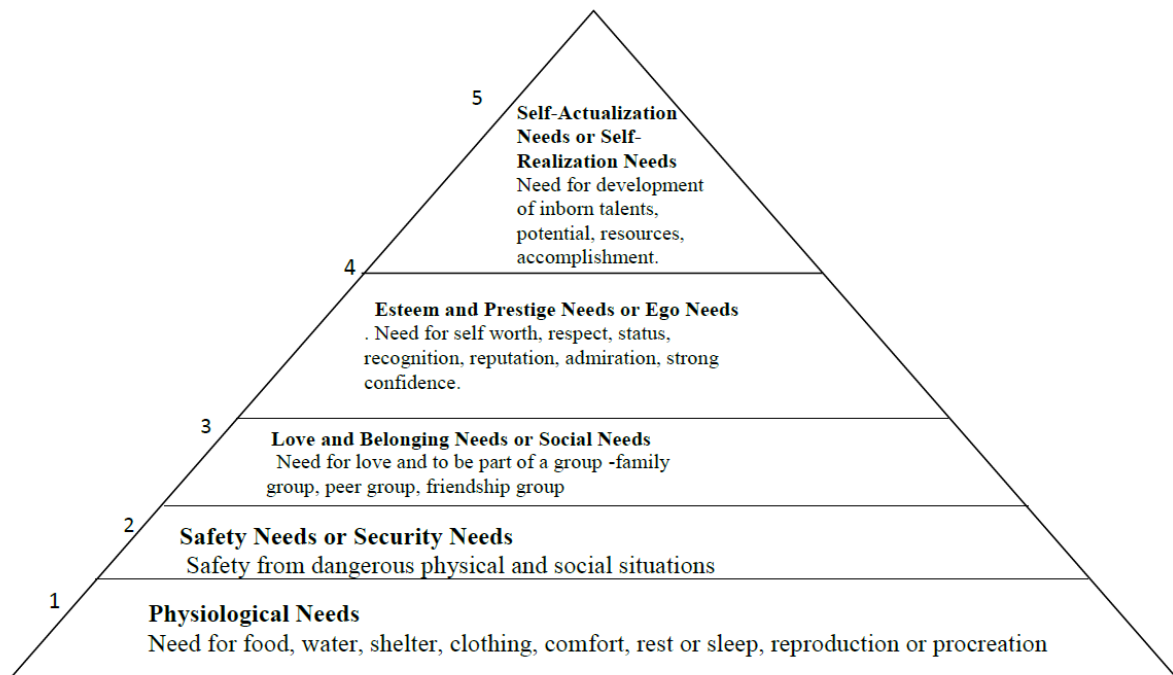 5
Self-Actualization
Needs or Self-
Realization Needs
Need for development
of inborn talents,
potential, resources,
accomplishment.
4
Esteem and Prestige Needs or Ego Needs
. Need for self worth, respect, status,
recognition, reputation, admiration, strong
confidence.
3
Love and Belonging Needs or Social Needs
Need for love and to be part of a group -family
group, peer group, friendship group
2
Safety Needs or Security Needs
Safety from dangerous physical and social situations
1
Physiological Needs
Need for food, water, shelter, clothing, comfort, rest or sleep, reproduction or procreation